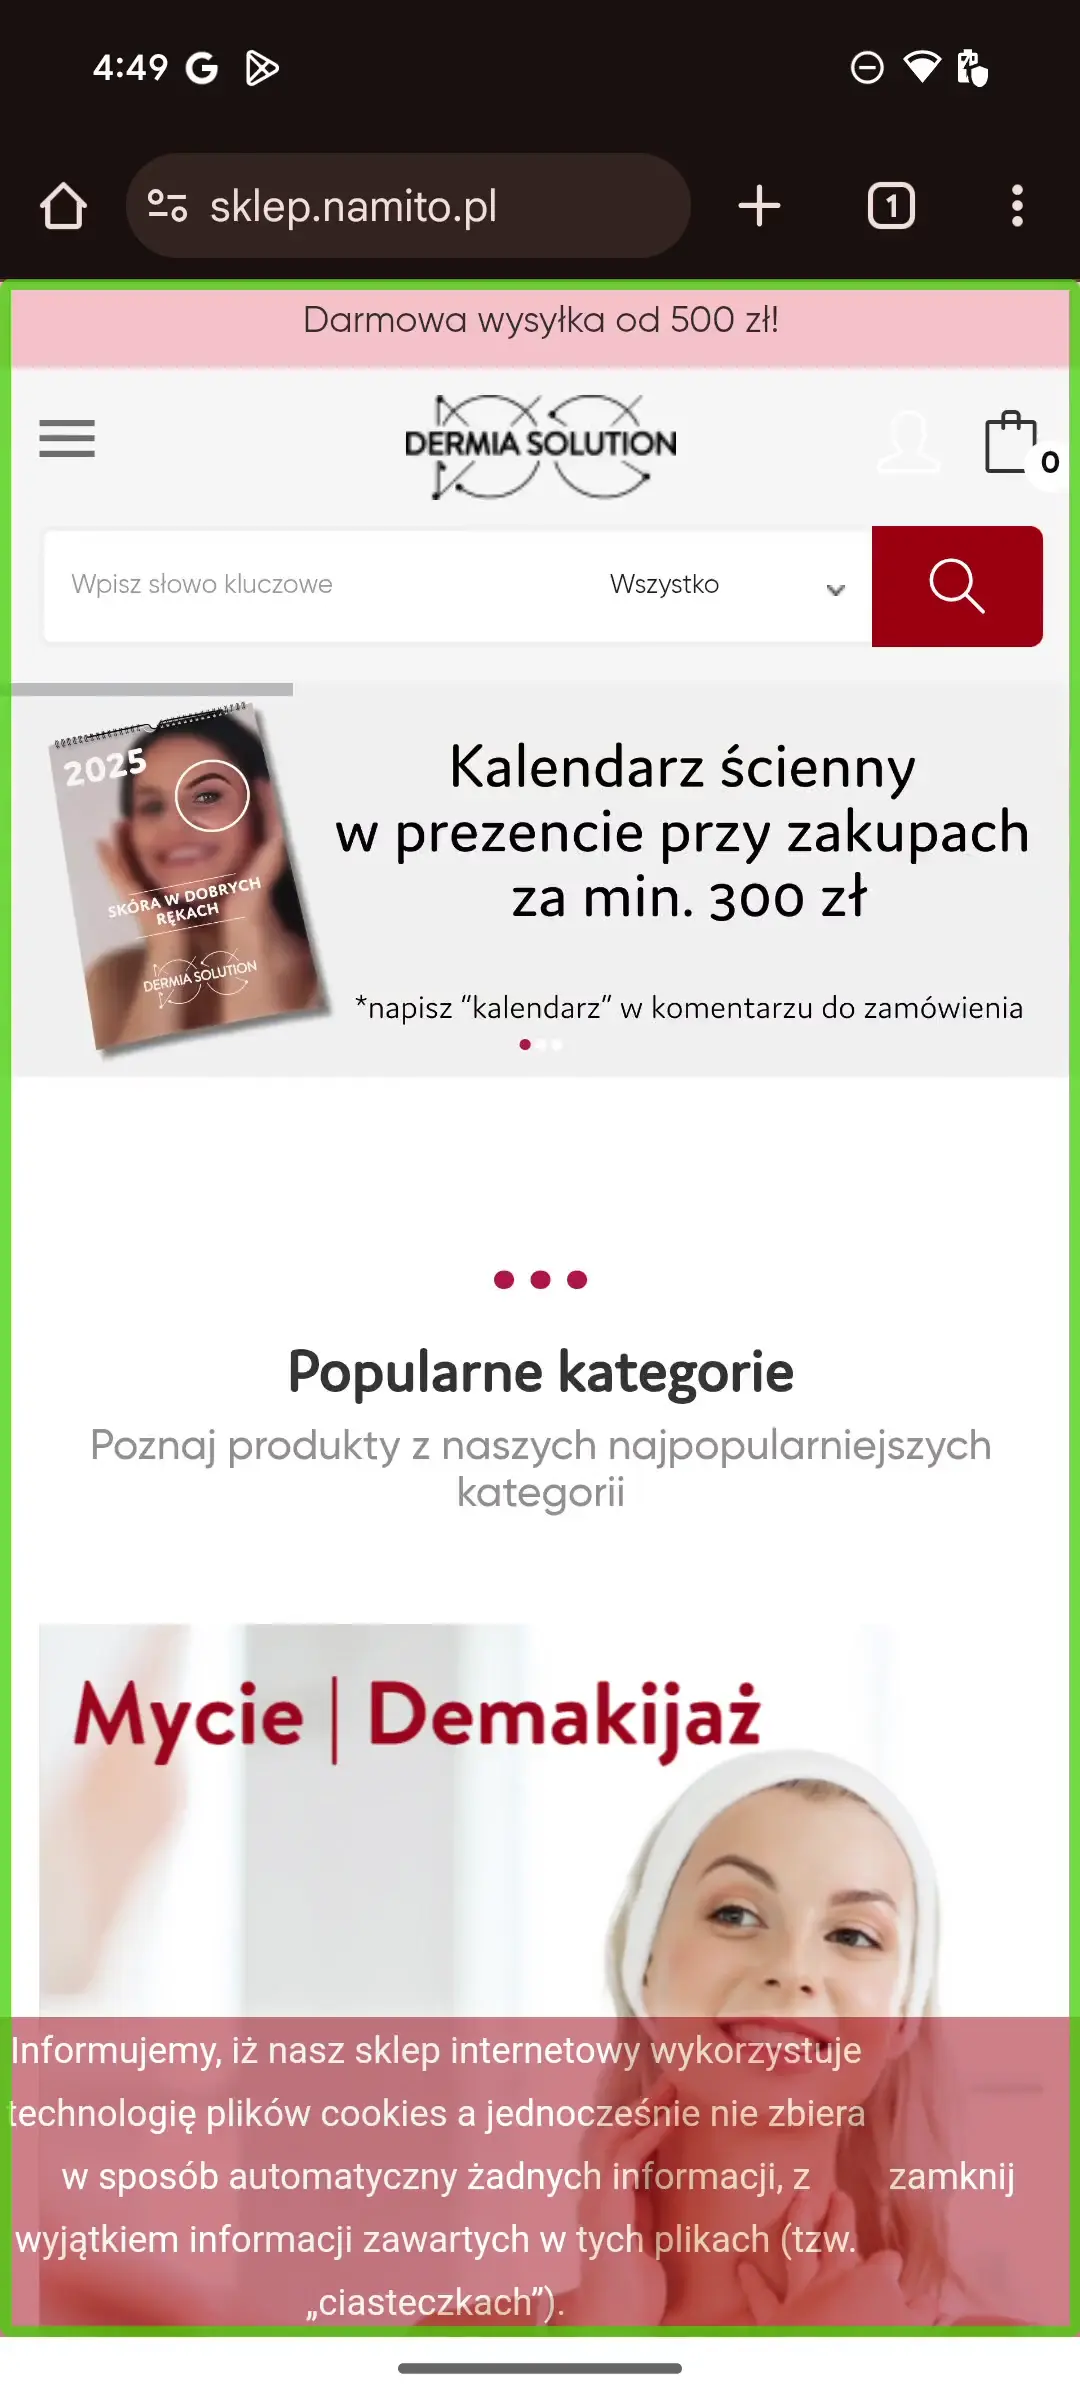 4:49
sklep.namito.pl
1
Darmowa wysyłka od 500 zł!
DERMIA SOLUTION
0
Wpisz słowo kluczowe
Wszystko
2025
SKÓRA W DOBRYCH
RĘKACH
DERMIA SOLUTION
Kalendarz ścienny
w prezencie przy zakupach
za min. 300 zł
*napisz “kalendarz” w komentarzu do zamówienia
Popularne kategorie
Poznaj produkty z naszych najpopularniejszych
kategorii
Mycie | Demakijaż
Informujemy, iż nasz sklep internetowy wykorzystuje
technologię plików cookies a jednocześnie nie zbiera
w sposób automatyczny żadnych informacji, z
wyjątkiem informacji zawartych w tych plikach (tzw.
„ciasteczkach”).
zamknij